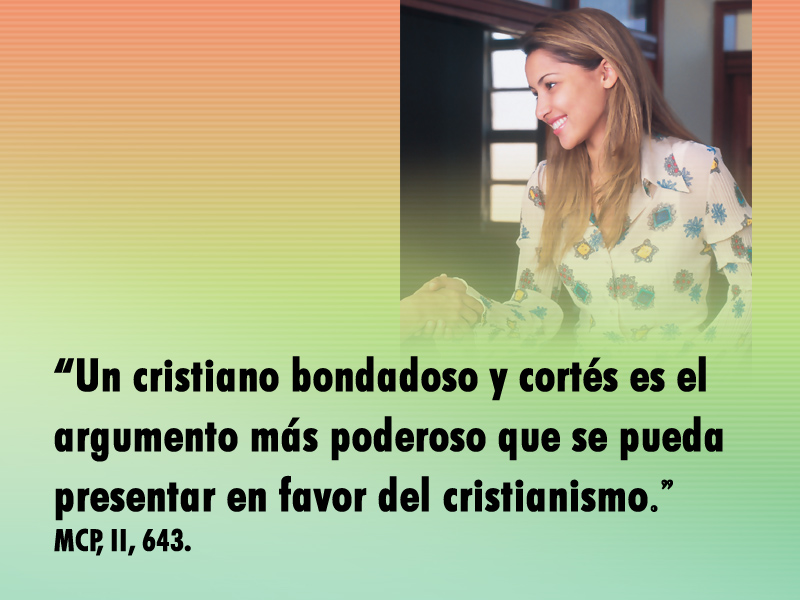 “Un cristiano bondadoso y cortés es el
argumento más poderoso que se pueda
presentar en favor del cristianismo.”
MCP, II, 643.